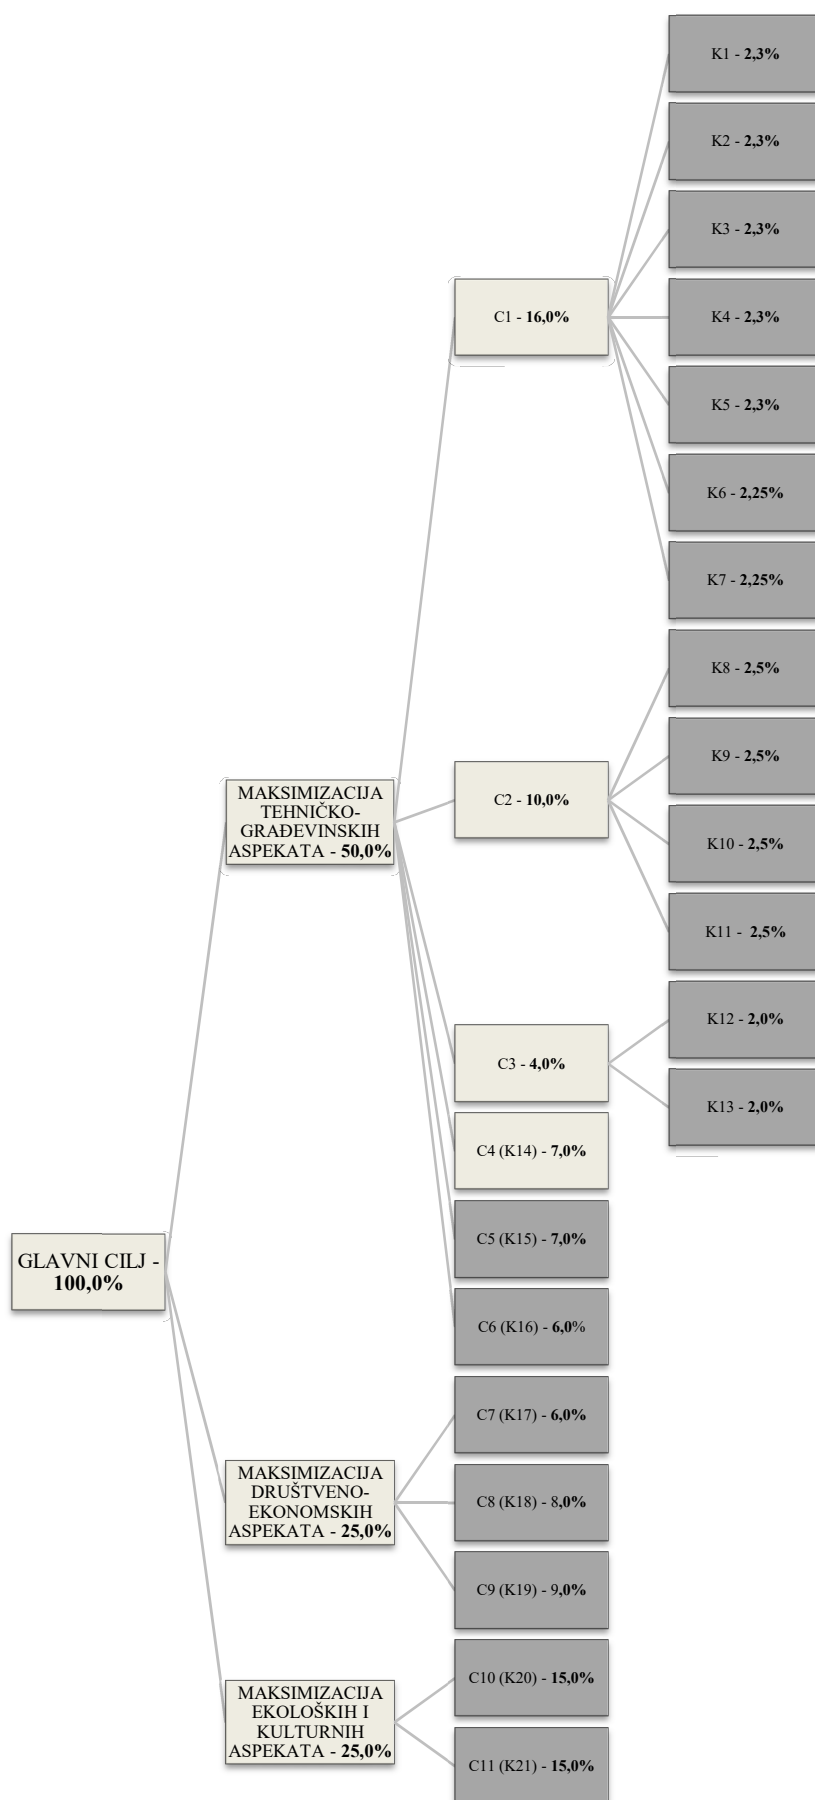 GLAVNI CILJ -
100,0%
MAKSIMIZACIJA
TEHNIČKO-
GRAĐEVINSKIH
ASPEKATA - 50,0%
C1 - 16,0%
K1 - 2,3%
K2 - 2,3%
K3 - 2,3%
K4 - 2,3%
K5 - 2,3%
K6 - 2,25%
K7 - 2,25%
C2 - 10,0%
K8 - 2,5%
K9 - 2,5%
K10 - 2,5%
K11 - 2,5%
C3 - 4,0%
K12 - 2,0%
K13 - 2,0%
C4 (K14) - 7,0%
C5 (K15) - 7,0%
C6 (K16) - 6,0%
MAKSIMIZACIJA
DRUŠTVENO-
EKONOMSKIH
ASPEKATA - 25,0%
C7 (K17) - 6,0%
C8 (K18) - 8,0%
C9 (K19) - 9,0%
MAKSIMIZACIJA
EKOLOŠKIH I
KULTURNIH
ASPEKATA - 25,0%
C10 (K20) - 15,0%
C11 (K21) - 15,0%